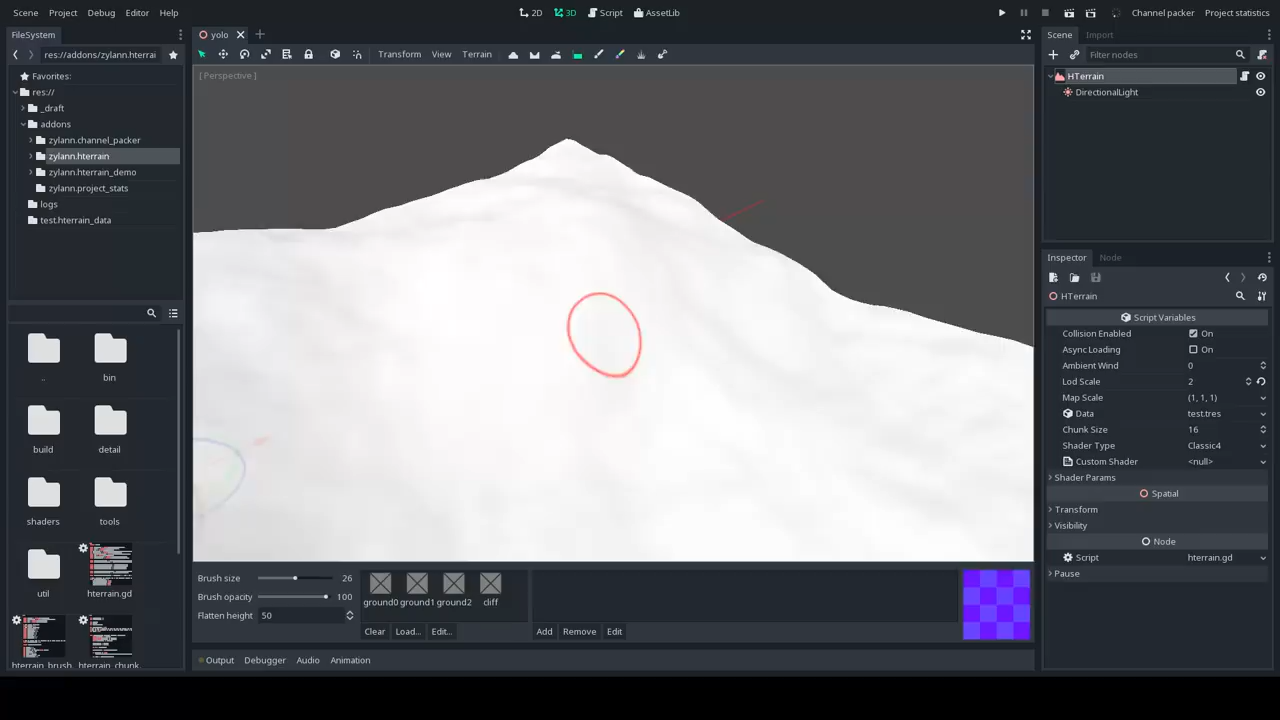 Scene Project Debug Editor Help
2D 3D Script AssetLib
Channel packer Project statistics
FileSystem
res://addons/zylann.hterrai
Favorites:
res://
_draft
addons
zylann.channel_packer
zylann.hterrain
zylann.hterrain_demo
zylann.project_stats
logs
test.hterrain_data
..
bin
build
detail
shaders
tools
util
hterrain.gd
hterrain_brush
hterrain_chunk
yolo
Transform View Terrain
[ Perspective ]
Brush size 26
Brush opacity 100
Flatten height 50
ground0 ground1 ground2 cliff
Clear Load... Edit...
Add Remove Edit
Output Debugger Audio Animation
Scene Import
Filter nodes
HTerrain
DirectionalLight
Inspector Node
HTerrain
Script Variables
Collision Enabled On
Async Loading On
Ambient Wind 0
Lod Scale 2
Map Scale (1, 1, 1)
Data test.tres
Chunk Size 16
Shader Type Classic4
Custom Shader <null>
Shader Params
Spatial
Transform
Visibility
Node
Script hterrain.gd
Pause